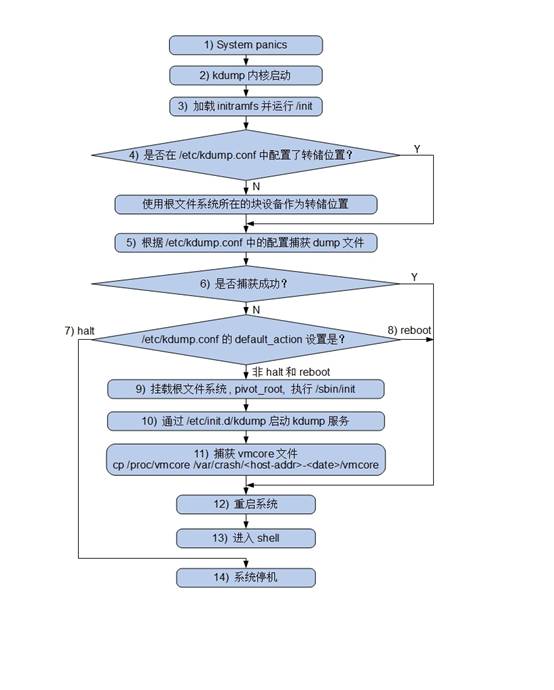 1) System panics
2) kdump 内核启动
3) 加载 initramfs 并运行 /init
4) 是否在 /etc/kdump.conf 中配置了转储位置？
Y
N
使用根文件系统所在的块设备作为转储位置
5) 根据 /etc/kdump.conf 中的配置捕获 dump 文件
6) 是否捕获成功？
Y
N
7) halt
/etc/kdump.conf 的 default_action 设置是？
8) reboot
非 halt 和 reboot
9) 挂载根文件系统 , pivot_root, 执行 /sbin/init
10) 通过 /etc/init.d/kdump 启动 kdump 服务
11) 捕获 vmcore 文件
cp /proc/vmcore /var/crash/<host-addr>-<date>/vmcore
12) 重启系统
13) 进入 shell
14) 系统停机